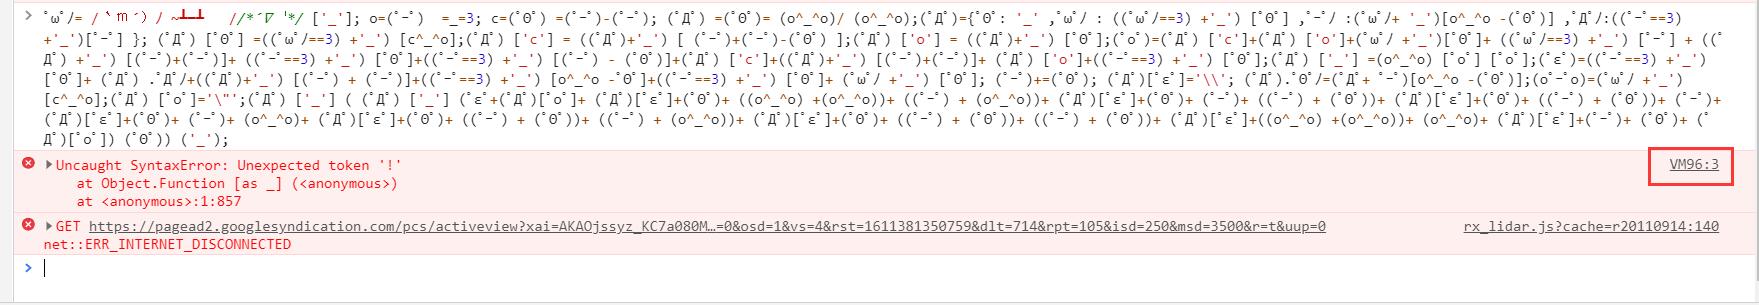 ﾟωﾟﾉ= /｀ｍ´）ﾉ ~┻━┻   //*´∇｀*/ ['_']; o=(ﾟｰﾟ)  =_=3; c=(ﾟΘﾟ) =(ﾟｰﾟ)-(ﾟｰﾟ); (ﾟДﾟ) =(ﾟΘﾟ)= (o^_^o)/ (o^_^o);(ﾟДﾟ)={ﾟΘﾟ: '_' ,ﾟωﾟﾉ : ((ﾟωﾟﾉ==3) +'_') [ﾟΘﾟ] ,ﾟｰﾟﾉ :(ﾟωﾟﾉ+ '_')[o^_^o -(ﾟΘﾟ)] ,ﾟДﾟﾉ:((ﾟｰﾟ==3)
+'_')[ﾟｰﾟ] }; (ﾟДﾟ) [ﾟΘﾟ] =((ﾟωﾟﾉ==3) +'_') [c^_^o];(ﾟДﾟ) ['c'] = ((ﾟДﾟ)+'_') [ (ﾟｰﾟ)+(ﾟｰﾟ)-(ﾟΘﾟ) ];(ﾟДﾟ) ['o'] = ((ﾟДﾟ)+'_') [ﾟΘﾟ];(ﾟoﾟ)=(ﾟДﾟ) ['c']+(ﾟДﾟ) ['o']+(ﾟωﾟﾉ +'_')[ﾟΘﾟ]+ ((ﾟωﾟﾉ==3) +'_') [ﾟｰﾟ] + ((ﾟ
Дﾟ) +'_') [(ﾟｰﾟ)+(ﾟｰﾟ)]+ ((ﾟｰﾟ==3) +'_') [ﾟΘﾟ]+((ﾟｰﾟ==3) +'_') [(ﾟｰﾟ) - (ﾟΘﾟ)]+(ﾟДﾟ) ['c']+((ﾟДﾟ)+'_') [(ﾟｰﾟ)+(ﾟｰﾟ)]+ (ﾟДﾟ) ['o']+((ﾟｰﾟ==3) +'_') [ﾟΘﾟ];(ﾟДﾟ) ['_'] =(o^_^o) [ﾟoﾟ] [ﾟoﾟ];(ﾟεﾟ)=((ﾟｰﾟ==3) +'_')
[ﾟΘﾟ]+ (ﾟДﾟ) .ﾟДﾟﾉ+((ﾟДﾟ)+'_') [(ﾟｰﾟ) + (ﾟｰﾟ)]+((ﾟｰﾟ==3) +'_') [o^_^o -ﾟΘﾟ]+((ﾟｰﾟ==3) +'_') [ﾟΘﾟ]+ (ﾟωﾟﾉ +'_') [ﾟΘﾟ]; (ﾟｰﾟ)+=(ﾟΘﾟ); (ﾟДﾟ)[ﾟεﾟ]='\\'; (ﾟДﾟ).ﾟΘﾟﾉ=(ﾟДﾟ+ ﾟｰﾟ)[o^_^o -(ﾟΘﾟ)];(oﾟｰﾟo)=(ﾟωﾟﾉ +'_')
[c^_^o];(ﾟДﾟ) [ﾟoﾟ]='\"';(ﾟДﾟ) ['_'] ( (ﾟДﾟ) ['_'] (ﾟεﾟ+(ﾟДﾟ)[ﾟoﾟ]+ (ﾟДﾟ)[ﾟεﾟ]+(ﾟΘﾟ)+ ((o^_^o) +(o^_^o))+ ((ﾟｰﾟ) + (o^_^o))+ (ﾟДﾟ)[ﾟεﾟ]+(ﾟΘﾟ)+ (ﾟｰﾟ)+ ((ﾟｰﾟ) + (ﾟΘﾟ))+ (ﾟДﾟ)[ﾟεﾟ]+(ﾟΘﾟ)+ ((ﾟｰﾟ) + (ﾟΘﾟ))+ (ﾟｰﾟ)+
(ﾟДﾟ)[ﾟεﾟ]+(ﾟΘﾟ)+ (ﾟｰﾟ)+ (o^_^o)+ (ﾟДﾟ)[ﾟεﾟ]+(ﾟΘﾟ)+ ((ﾟｰﾟ) + (ﾟΘﾟ))+ ((ﾟｰﾟ) + (o^_^o))+ (ﾟДﾟ)[ﾟεﾟ]+(ﾟΘﾟ)+ ((ﾟｰﾟ) + (ﾟΘﾟ))+ ((ﾟｰﾟ) + (ﾟΘﾟ))+ (ﾟДﾟ)[ﾟεﾟ]+((o^_^o) +(o^_^o))+ (o^_^o)+ (ﾟДﾟ)[ﾟεﾟ]+(ﾟｰﾟ)+ (ﾟΘﾟ)+ (ﾟ
Дﾟ)[ﾟoﾟ]) (ﾟΘﾟ)) ('_');
Uncaught SyntaxError: Unexpected token '!' VM96:3
at Object.Function [as _] (<anonymous>)
at <anonymous>:1:857
GET https://pagead2.googlesyndication.com/pcs/activeview?xai=AKAOjssyz_KC7a080M…=0&osd=1&vs=4&rst=1611381350759&dlt=714&rpt=105&isd=250&msd=3500&r=t&uup=0 rx_lidar.js?cache=r20110914:140
net::ERR_INTERNET_DISCONNECTED